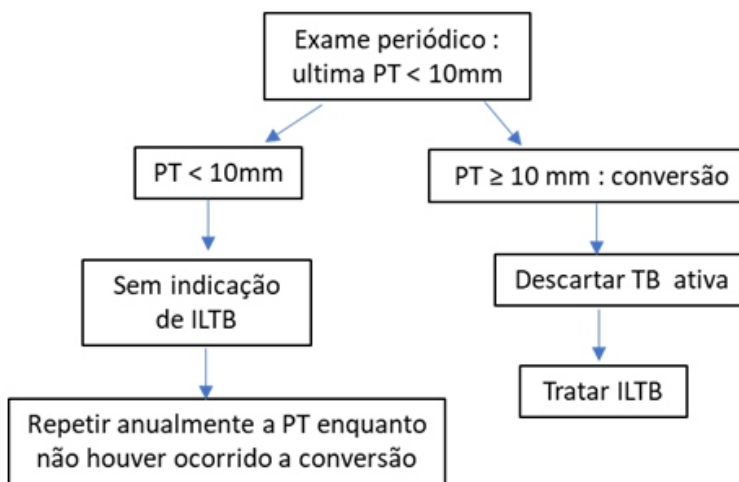 Exame periódico :
ultima PT < 10mm
PT < 10mm
PT ≥ 10 mm : conversão
Sem indicação
de ILTB
Descartar TB ativa
Tratar ILTB
Repetir anualmente a PT enquanto
não houver ocorrido a conversão